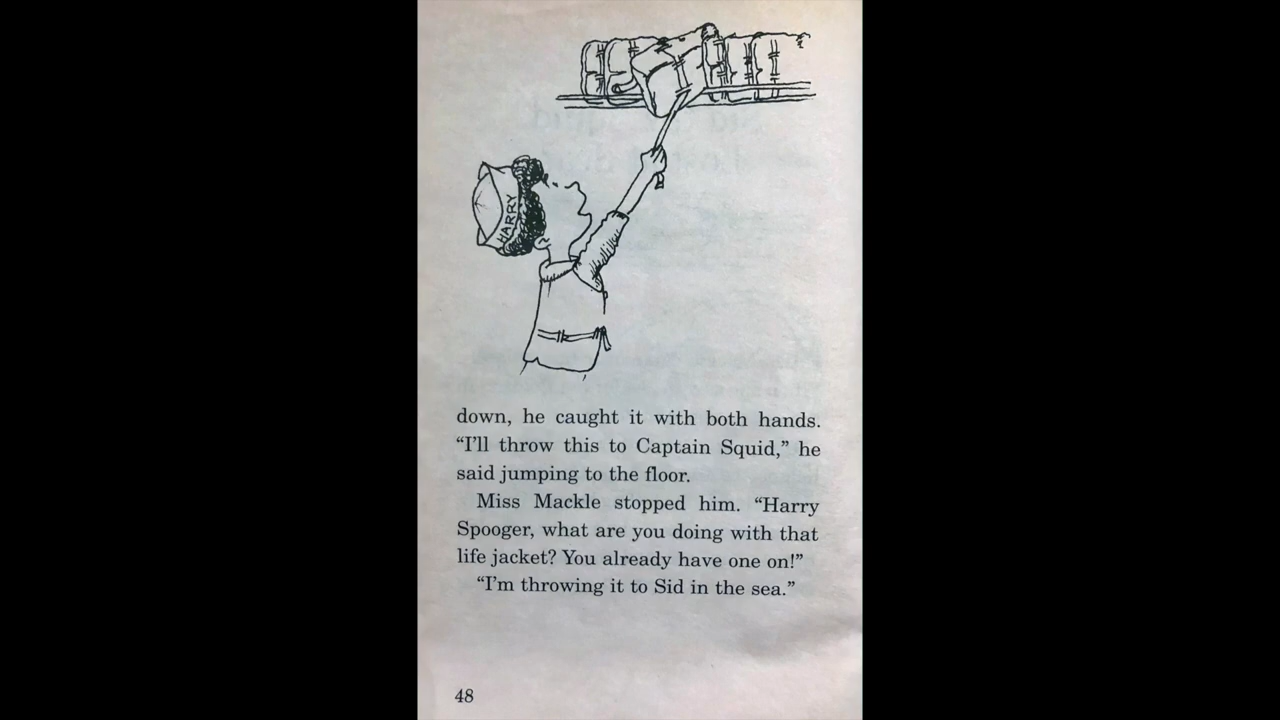 HARRY
down, he caught it with both hands.
“I’ll throw this to Captain Squid,” he
said jumping to the floor.
Miss Mackle stopped him. “Harry
Spooger, what are you doing with that
life jacket? You already have one on!”
“I’m throwing it to Sid in the sea.”
48